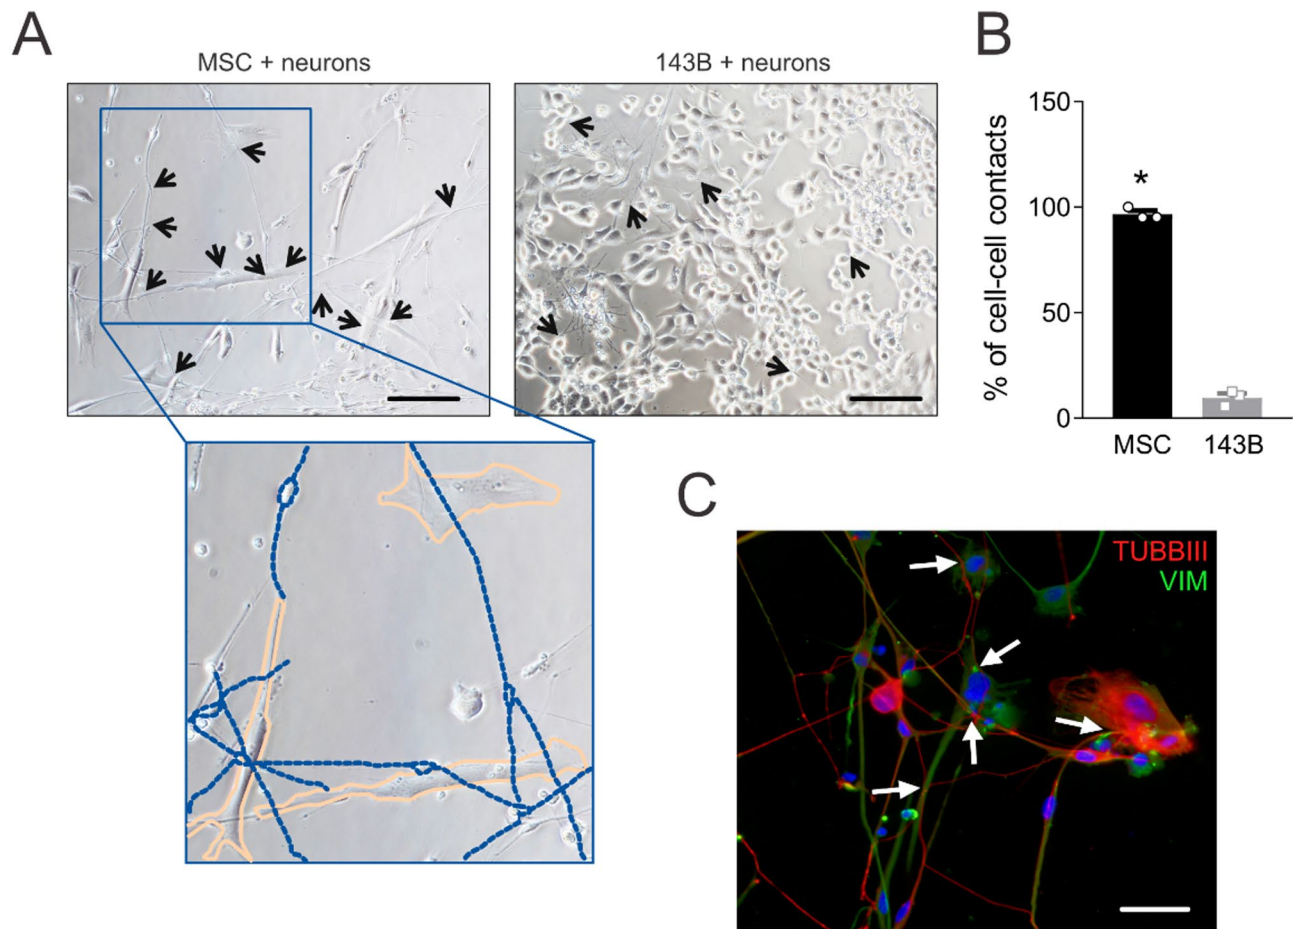 A
MSC + neurons
143B + neurons
B
% of cell-cell contacts
150
100
50
0
*
MSC
143B
C
TUBBIII
VIM